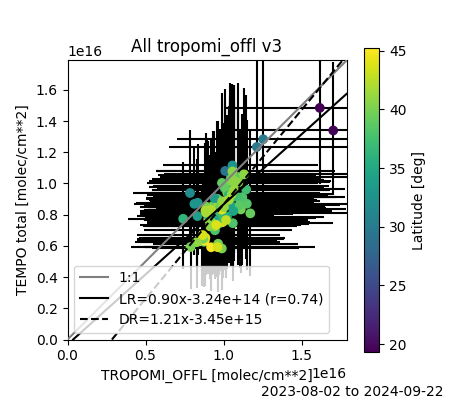 All tropomi_offl v3
1e16
1.6
1.4
1.2
1.0
0.8
0.6
0.4
0.2
0.0
TEMPO total [molec/cm**2]
1:1
LR=0.90x-3.24e+14 (r=0.74)
DR=1.21x-3.45e+15
0.0 0.5 1.0 1.5
TROPOMI_OFFL [molec/cm**2]
1e16
45
40
35
30
25
20
Latitude [deg]
2023-08-02 to 2024-09-22